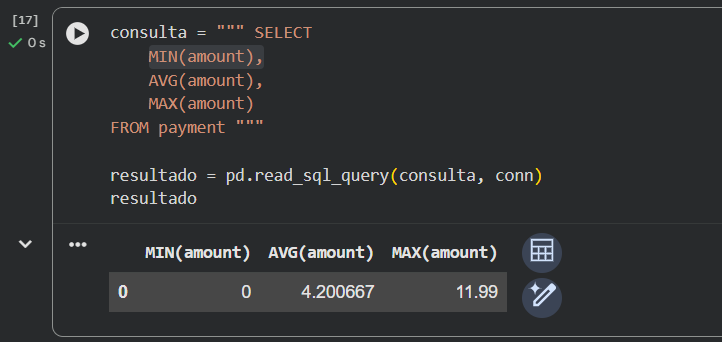 [17]
0 s
consulta = """ SELECT
MIN(amount),
AVG(amount),
MAX(amount)
FROM payment """
resultado = pd.read_sql_query(consulta, conn)
resultado
MIN(amount) AVG(amount) MAX(amount)
0 0 4.200667 11.99